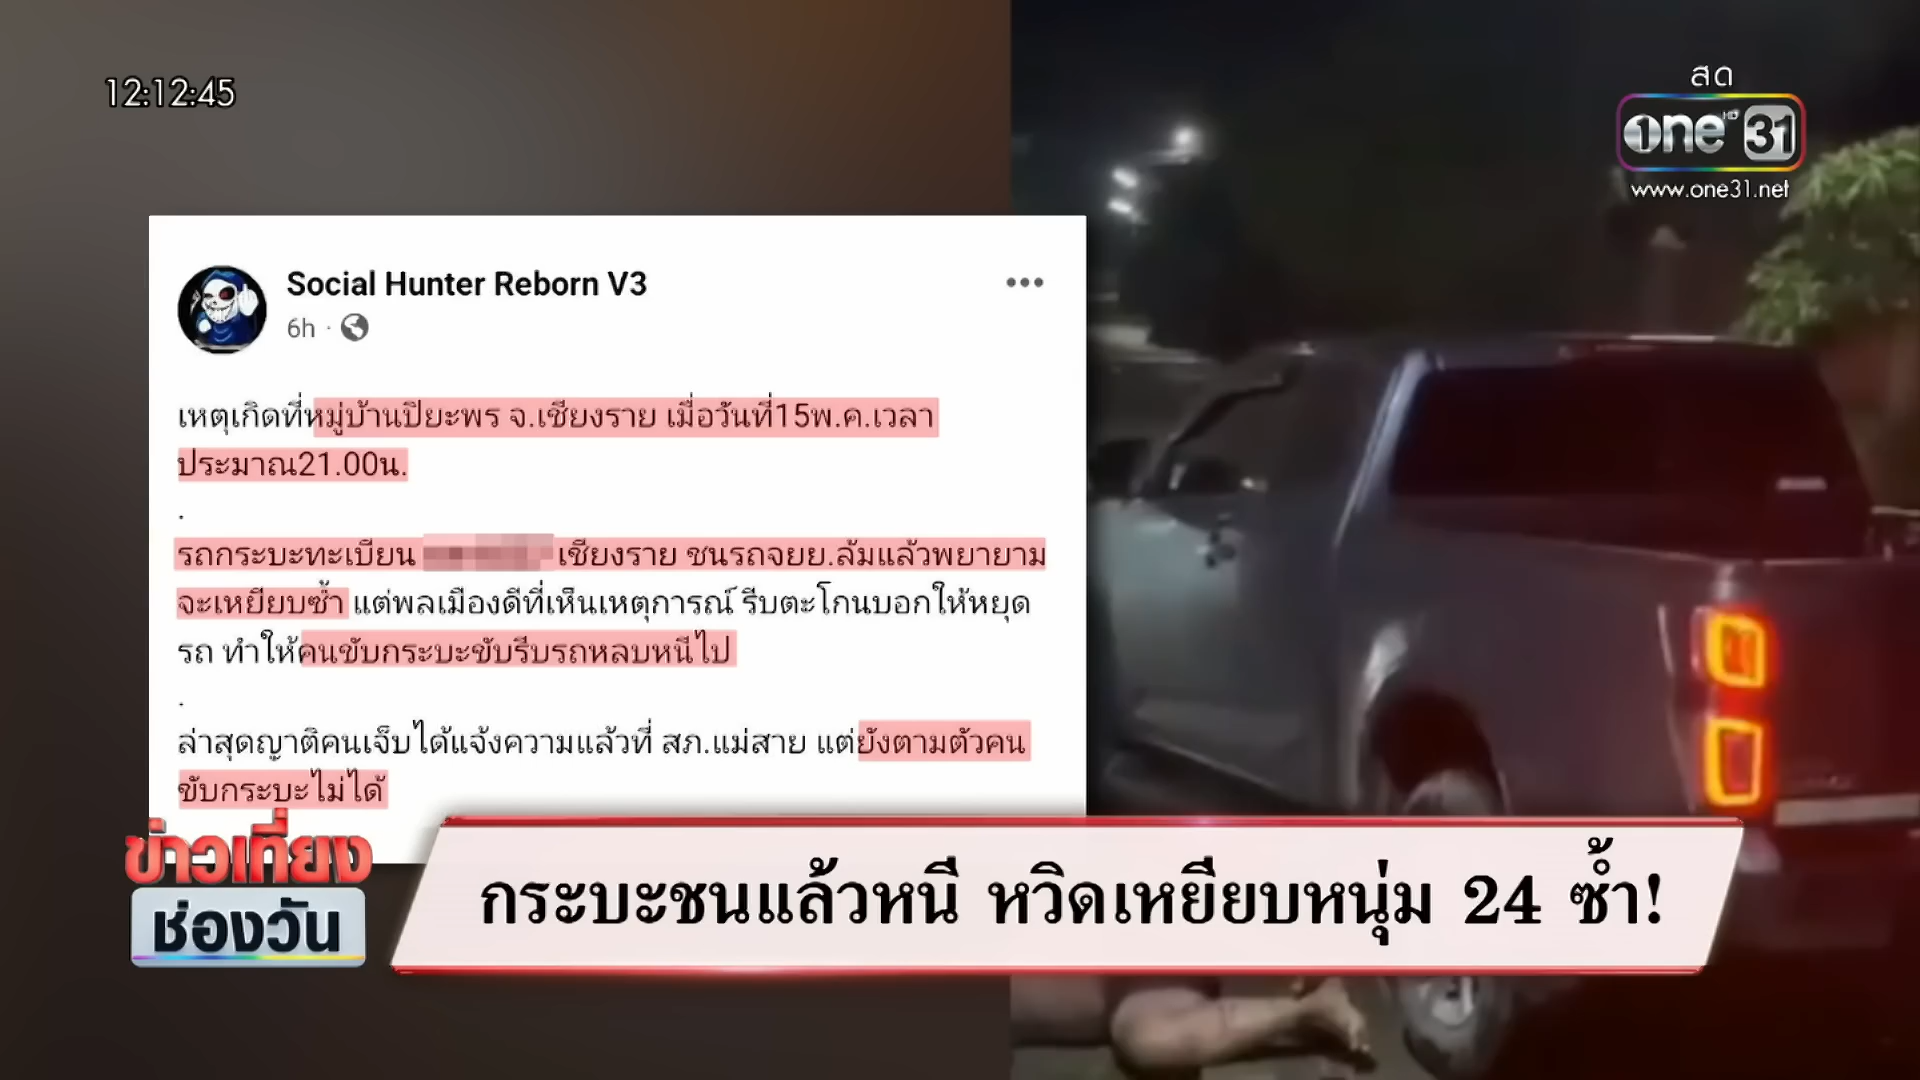 12:12:45
สด
one HD 31
www.one31.net
Social Hunter Reborn V3
6h ·
เหตุเกิดที่หมู่บ้านปิยะพร จ.เชียงราย เมื่อวันที่15พ.ค.เวลา
ประมาณ21.00น.
.
รถกระบะทะเบียน เชียงราย ชนรถจยย.ล้มแล้วพยายาม
จะเหยียบซ้ำ แต่พลเมืองดีที่เห็นเหตุการณ์ รีบตะโกนบอกให้หยุด
รถ ทำให้คนขับกระบะขับรีบรถหลบหนีไป
.
ล่าสุดญาติคนเจ็บได้แจ้งความแล้วที่ สภ.แม่สาย แต่ยังตามตัวคน
ขับกระบะไม่ได้
ข่าวเที่ยง
ช่องวัน
กระบะชนแล้วหนี หวิดเหยียบหนุ่ม 24 ซ้ำ!